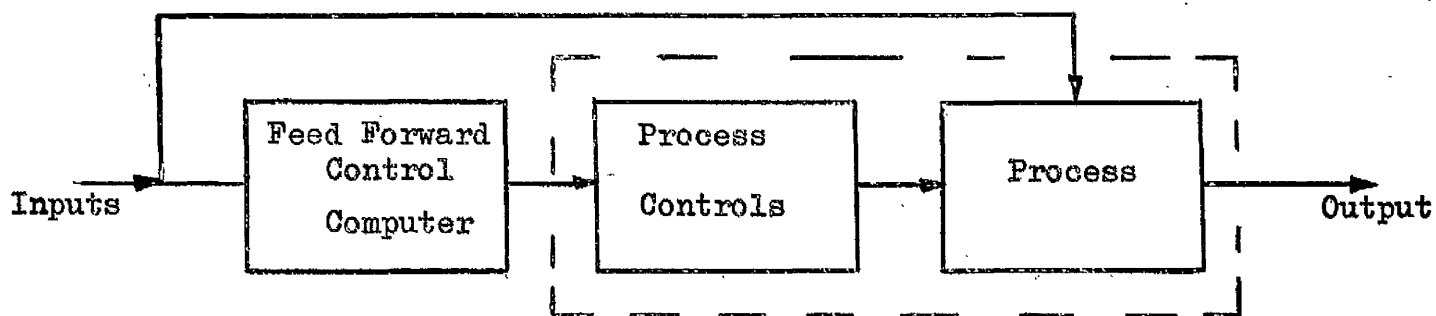 Inputs
Feed Forward
Control
Computer
Process
Controls
Process
Output